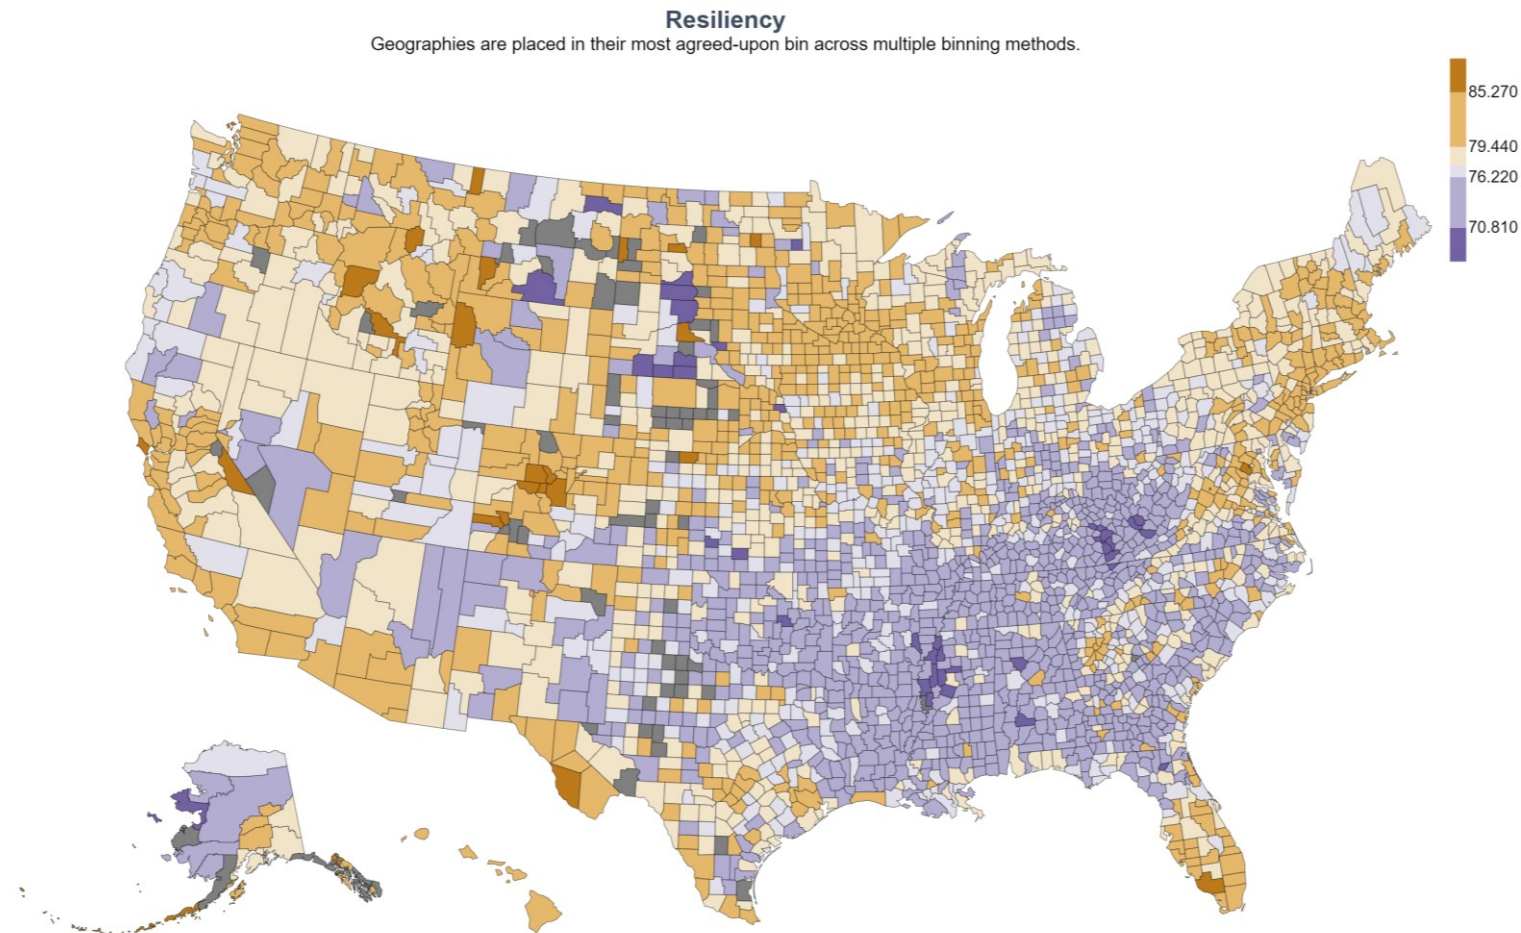 Resiliency
Geographies are placed in their most agreed-upon bin across multiple binning methods.
85.270
79.440
76.220
70.810